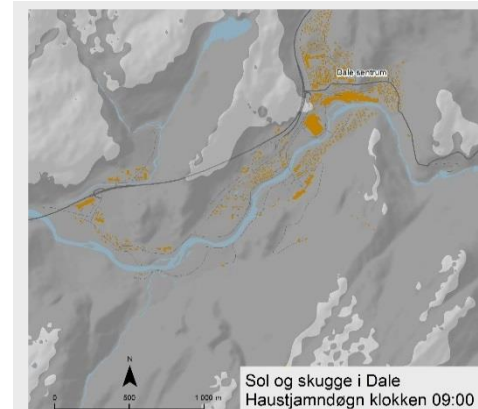 Dale sentrum
N
0 500 1 000 m
Sol og skugge i Dale
Haustjamndøgn klokken 09:00